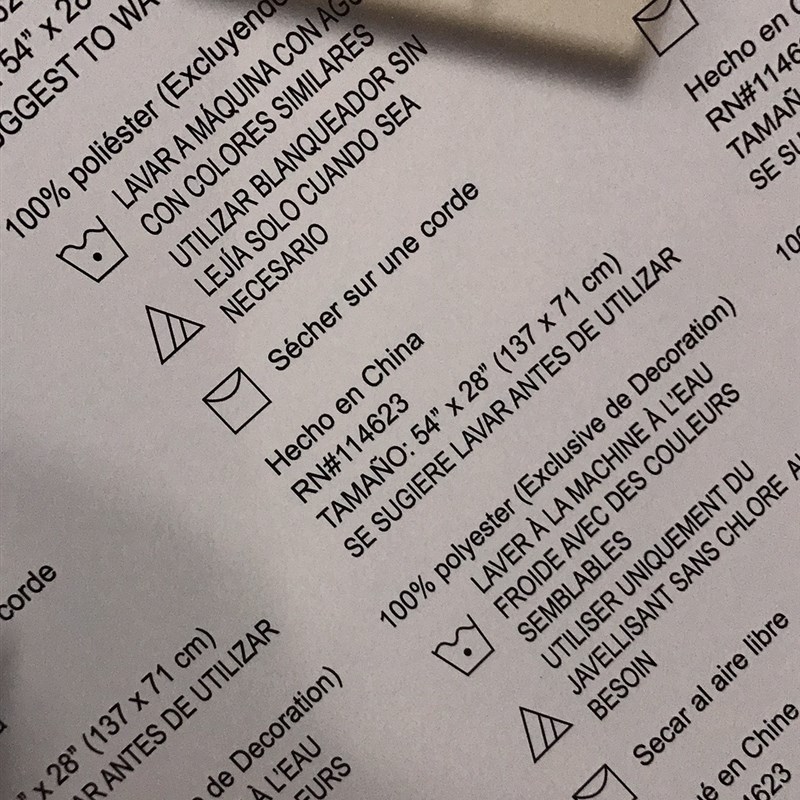 54" x 28"
SUGGEST TO WA
100% poliéster (Excluyendo
LAVAR A MÁQUINA CON AGU
CON COLORES SIMILARES
UTILIZAR BLANQUEADOR SIN
LEJÍA SOLO CUANDO SEA
NECESARIO
Sécher sur une corde
Hecho en China
RN#114623
TAMAÑO: 54" x 28" (137 x 71 cm)
SE SUGIERE LAVAR ANTES DE UTILIZAR
100% polyester (Exclusive de Decoration)
LAVER À LA MACHINE À L'EAU
FROIDE AVEC DES COULEURS
SEMBLABLES
UTILISER UNIQUEMENT DU
JAVELLISANT SANS CHLORE AU
BESOIN
Secar al aire libre
é en Chine
623
Hecho en
RN#1146
TAMAÑ
SE SU
100
corde
" x 28" (137 x 71 cm)
AR ANTES DE UTILIZAR
de Decoration)
À L'EAU
EURS